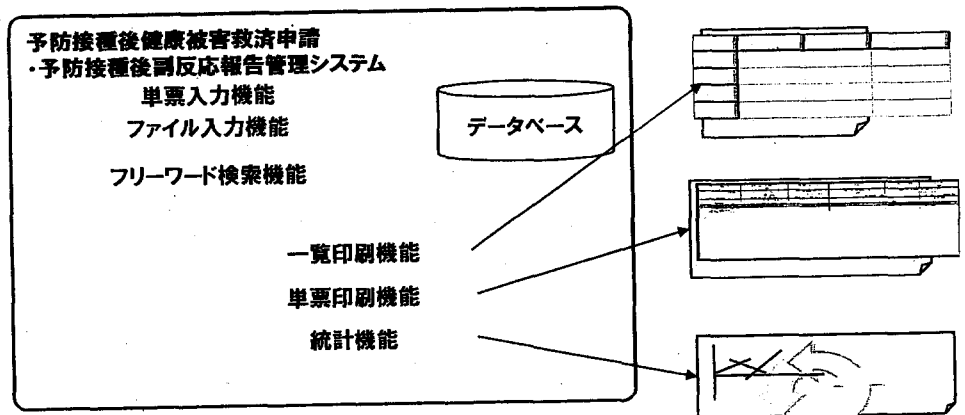 予防接種後健康被害救済申請
・予防接種後副反応報告管理システム
単票入力機能
ファイル入力機能
データベース
フリーワード検索機能
一覧印刷機能
単票印刷機能
統計機能